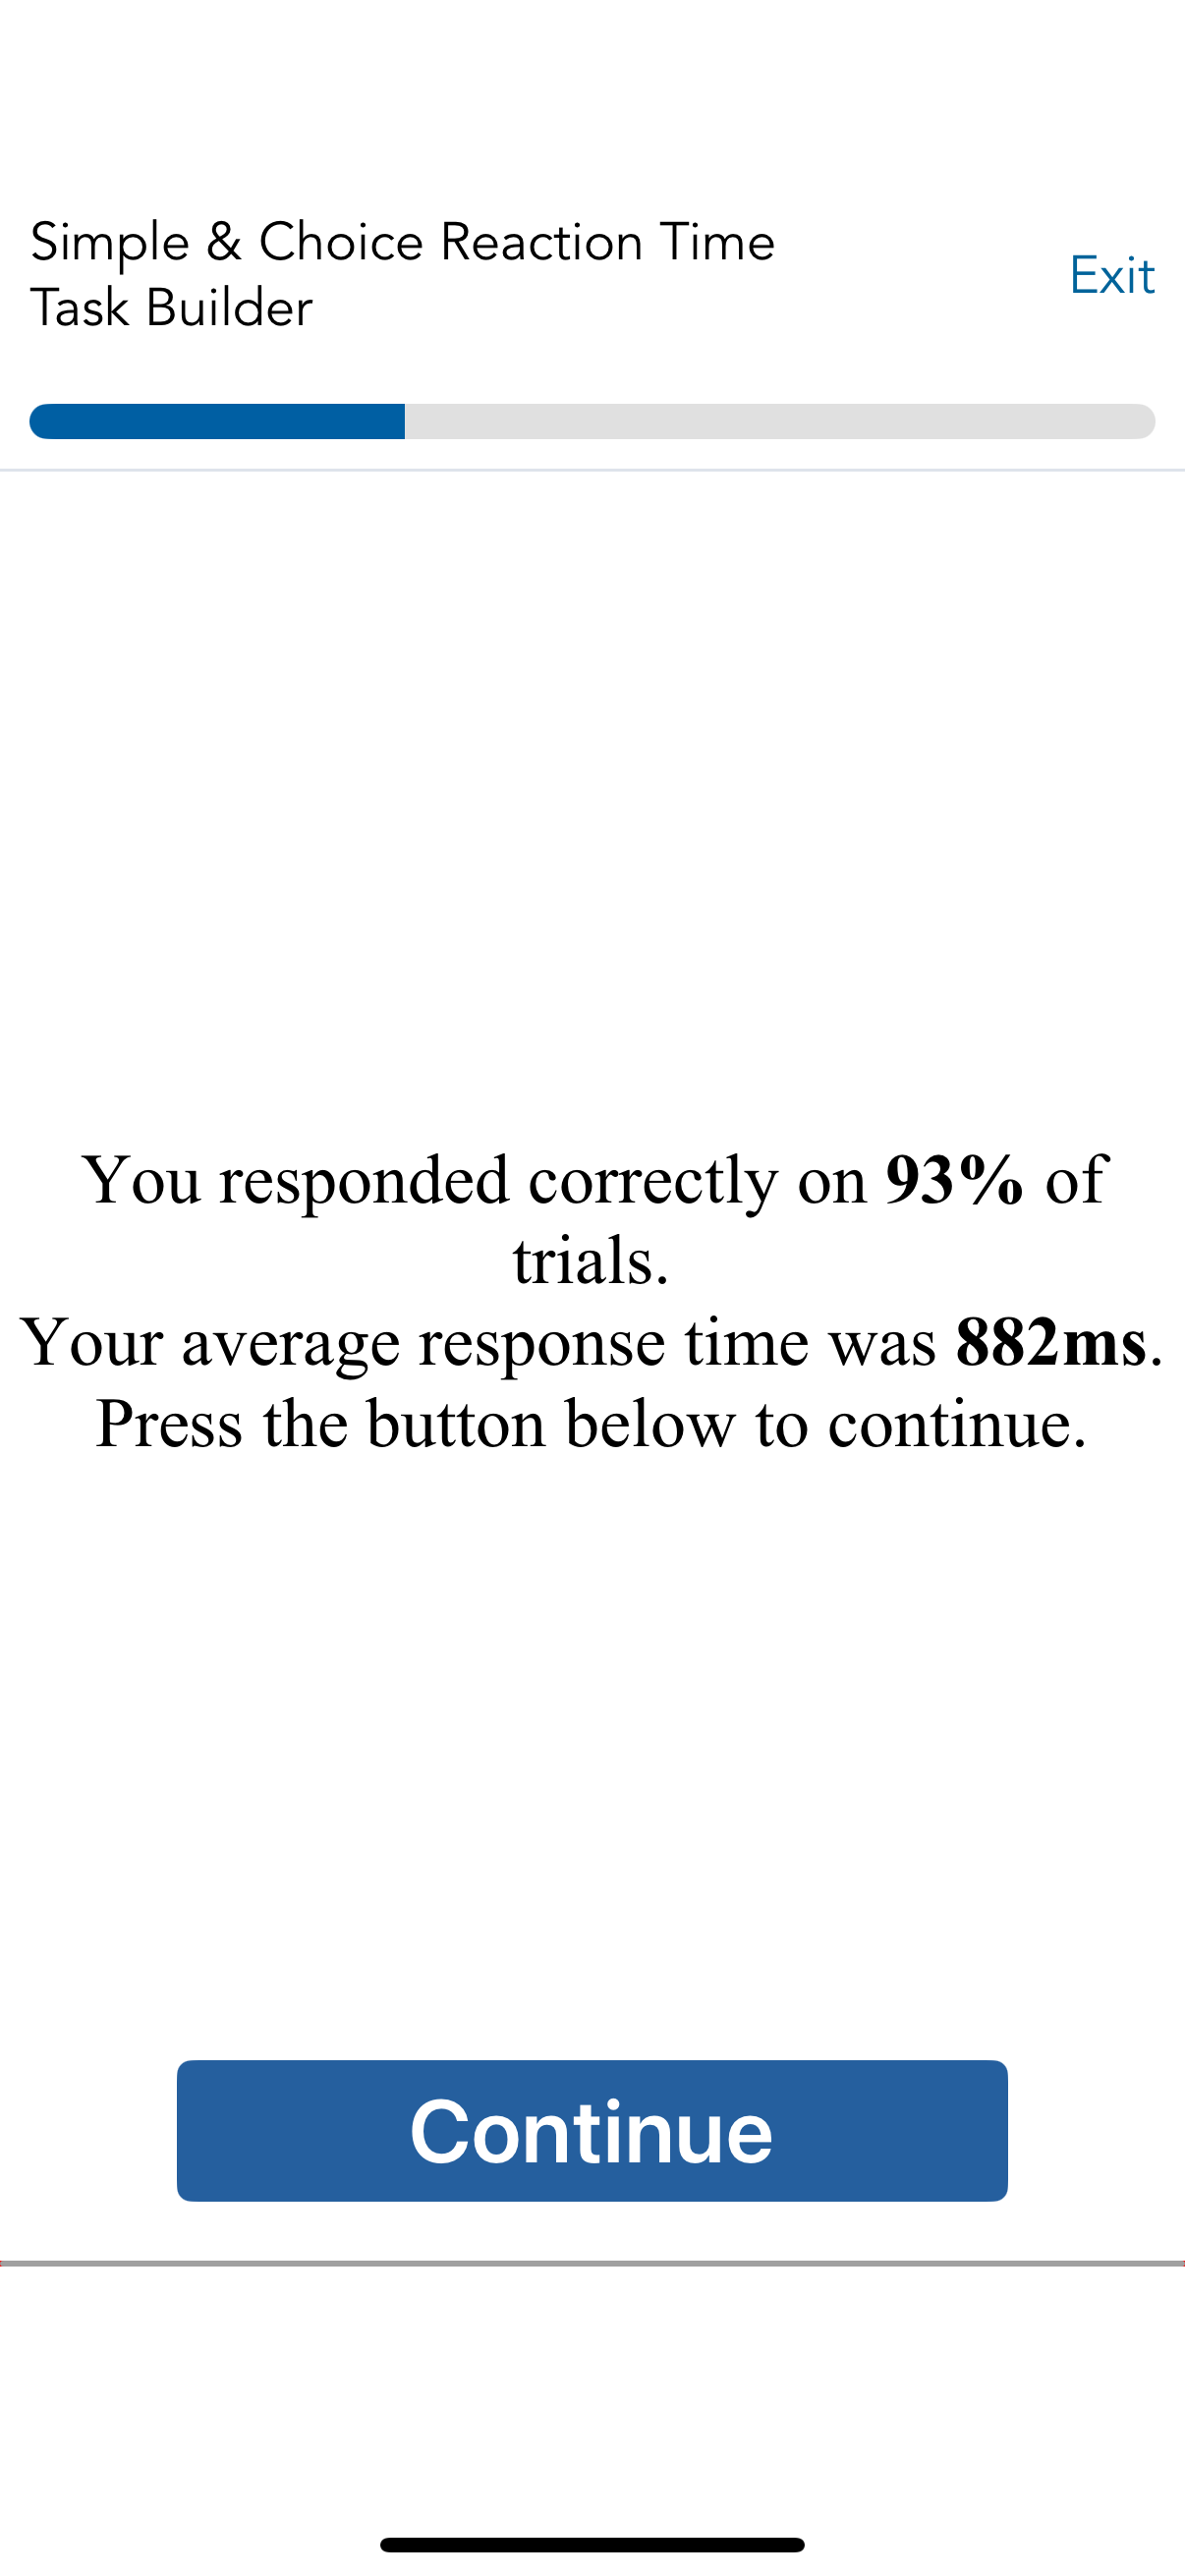 Simple & Choice Reaction Time
Task Builder
Exit
You responded correctly on 93% of
trials.
Your average response time was 882ms.
Press the button below to continue.
Continue